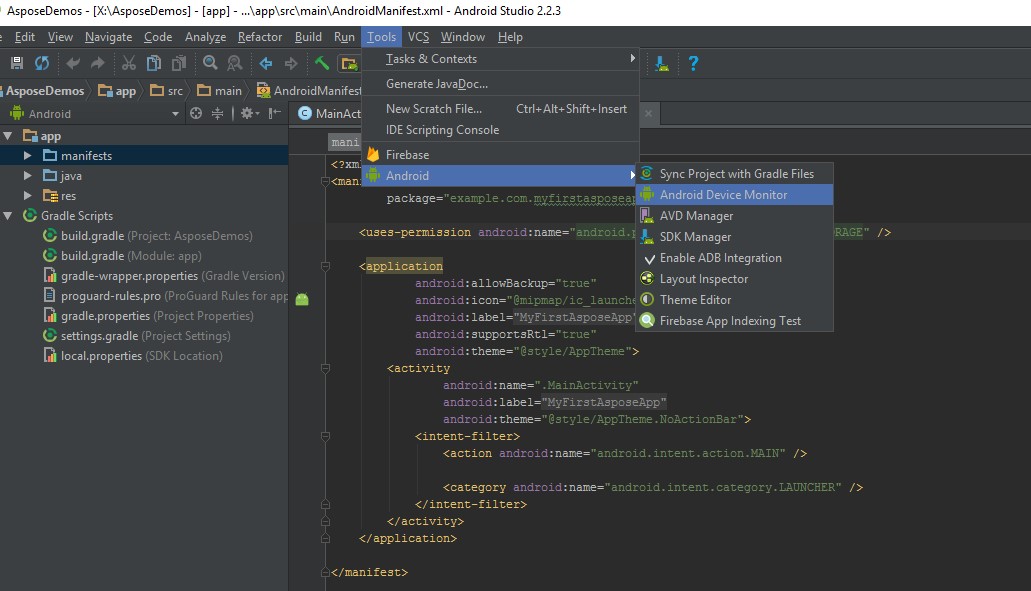 AsposeDemos - [X:\AsposeDemos] - [app] - ...\app\src\main\AndroidManifest.xml - Android Studio 2.2.3
Edit View Navigate Code Analyze Refactor Build Run Tools VCS Window Help
AsposeDemos app src main AndroidManifest
Android
MainAct
Tasks & Contexts
Generate JavaDoc...
New Scratch File... Ctrl+Alt+Shift+Insert
IDE Scripting Console
Firebase
Android
Sync Project with Gradle Files
Android Device Monitor
AVD Manager
SDK Manager
Enable ADB Integration
Layout Inspector
Theme Editor
Firebase App Indexing Test
app
manifests
java
res
Gradle Scripts
build.gradle (Project: AsposeDemos)
build.gradle (Module: app)
gradle-wrapper.properties (Gradle Version)
proguard-rules.pro (ProGuard Rules for app
gradle.properties (Project Properties)
settings.gradle (Project Settings)
local.properties (SDK Location)
mani
<?xm
<man
package="example.com.myfirstasposeap
<uses-permission android:name="android.p RAGE" />
<application
android:allowBackup="true"
android:icon="@mipmap/ic_launche
android:label="MyFirstAsposeApp"
android:supportsRtl="true"
android:theme="@style/AppTheme">
<activity
android:name=".MainActivity"
android:label="MyFirstAsposeApp"
android:theme="@style/AppTheme.NoActionBar">
<intent-filter>
<action android:name="android.intent.action.MAIN" />
<category android:name="android.intent.category.LAUNCHER" />
</intent-filter>
</activity>
</application>
</manifest>